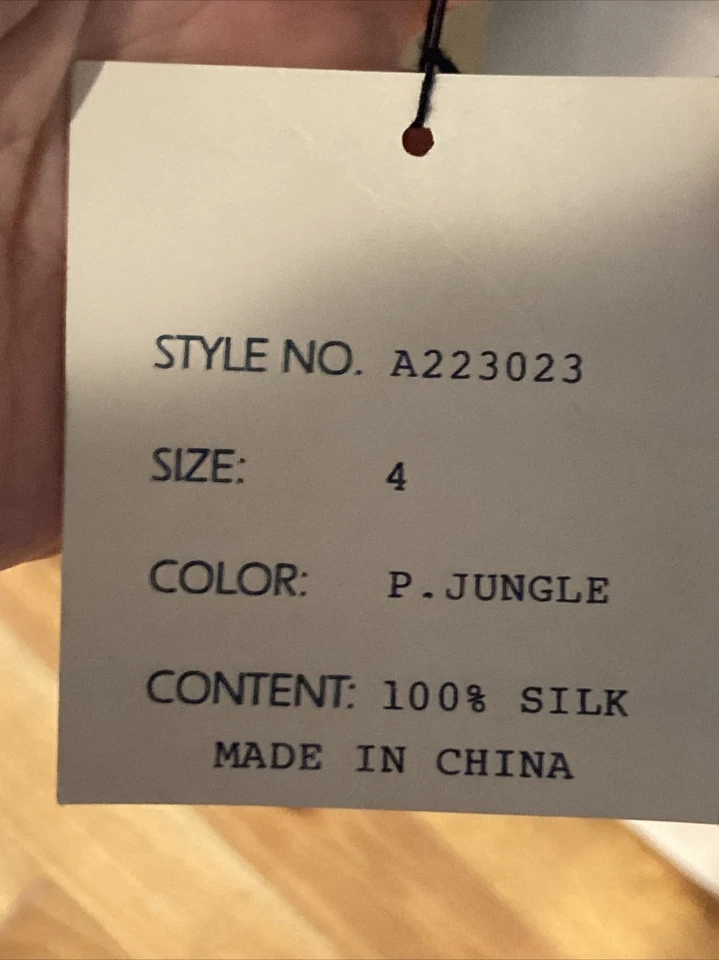 STYLE NO. A223023
SIZE: 4
COLOR: P.JUNGLE
CONTENT: 100% SILK
MADE IN CHINA